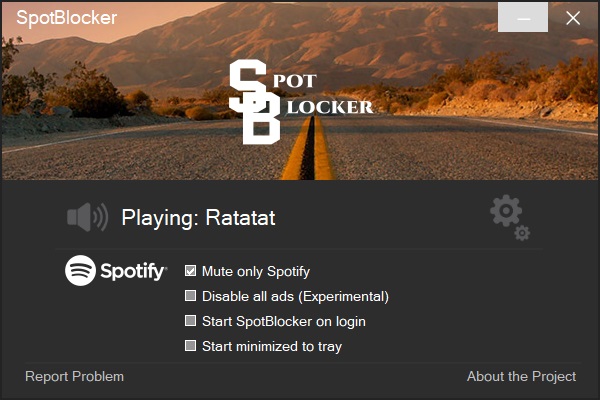 SpotBlocker
SPOT
BLOCKER
Playing: Ratatat
Spotify
Mute only Spotify
Disable all ads (Experimental)
Start SpotBlocker on login
Start minimized to tray
Report Problem
About the Project